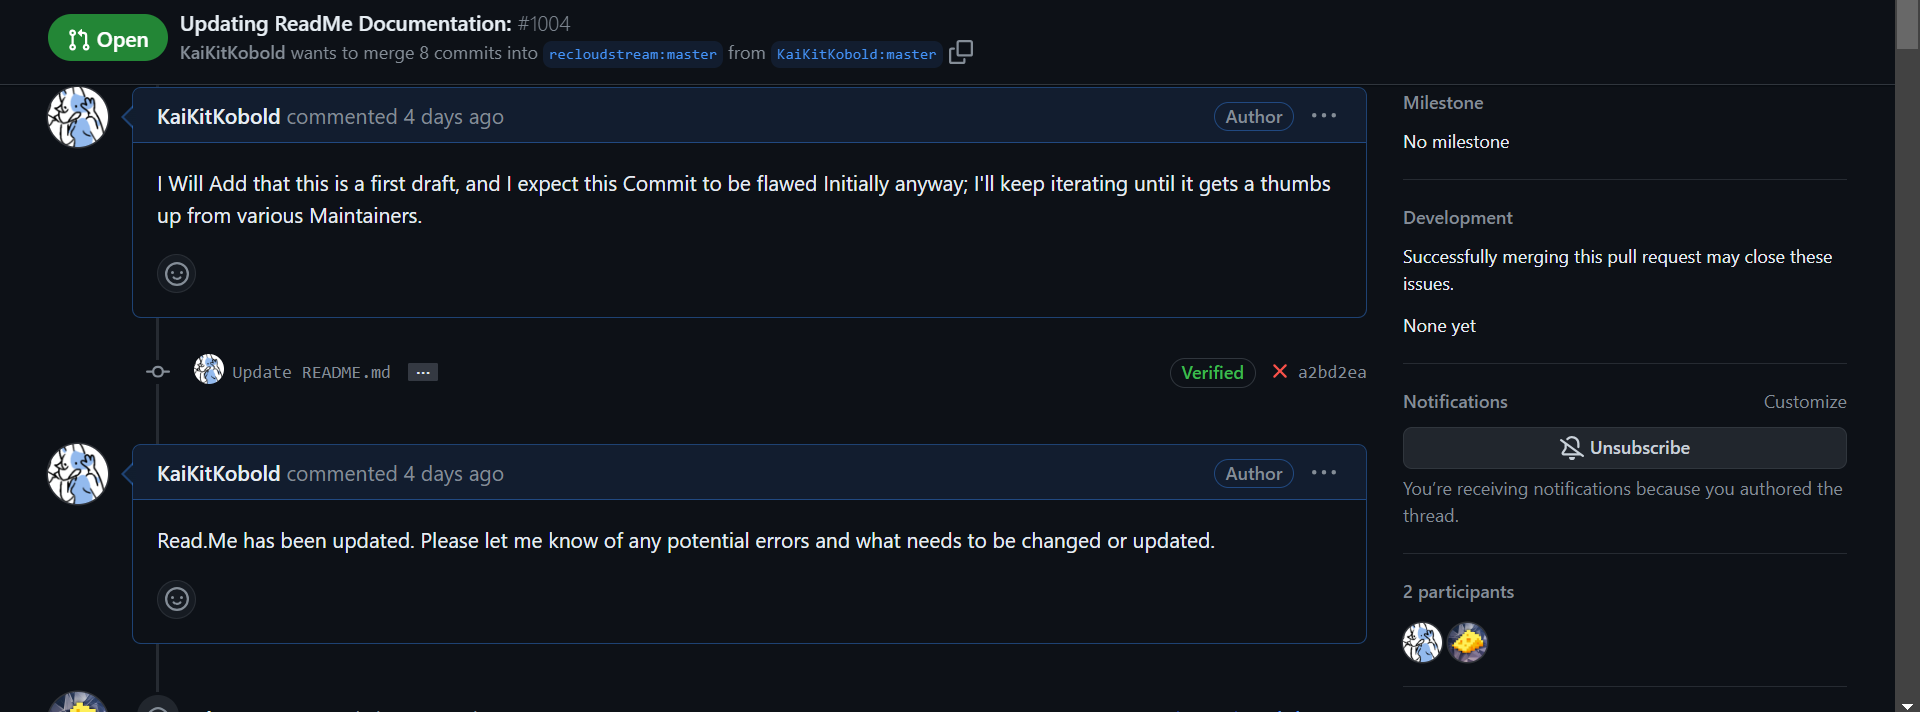 Open
Updating ReadMe Documentation: #1004
KaiKitKobold wants to merge 8 commits into recloudstream:master from KaiKitKobold:master
KaiKitKobold commented 4 days ago
Author
I Will Add that this is a first draft, and I expect this Commit to be flawed Initially anyway; I'll keep iterating until it gets a thumbs
up from various Maintainers.
Update README.md
Verified
a2bd2ea
KaiKitKobold commented 4 days ago
Author
Read.Me has been updated. Please let me know of any potential errors and what needs to be changed or updated.
Milestone
No milestone
Development
Successfully merging this pull request may close these
issues.
None yet
Notifications
Customize
Unsubscribe
You’re receiving notifications because you authored the
thread.
2 participants